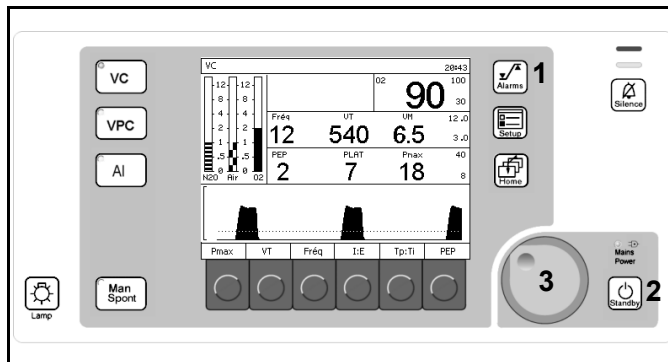 VC 20:43
VC
VPC
AI
Man
Spont
Lamp
12 12
8 8
4 4
2 2
1 1
.5 .5
0 0
N2O Air O2
O2 90 100
30
Fréq VT VM 12.0
12 540 6.5 3.0
PEP PLAT Pmax 40
2 7 18 8
Pmax VT Fréq I:E Tp:Ti PEP
Alarms 1
Setup
Home
Silence
3
Mains
Power
Standby 2